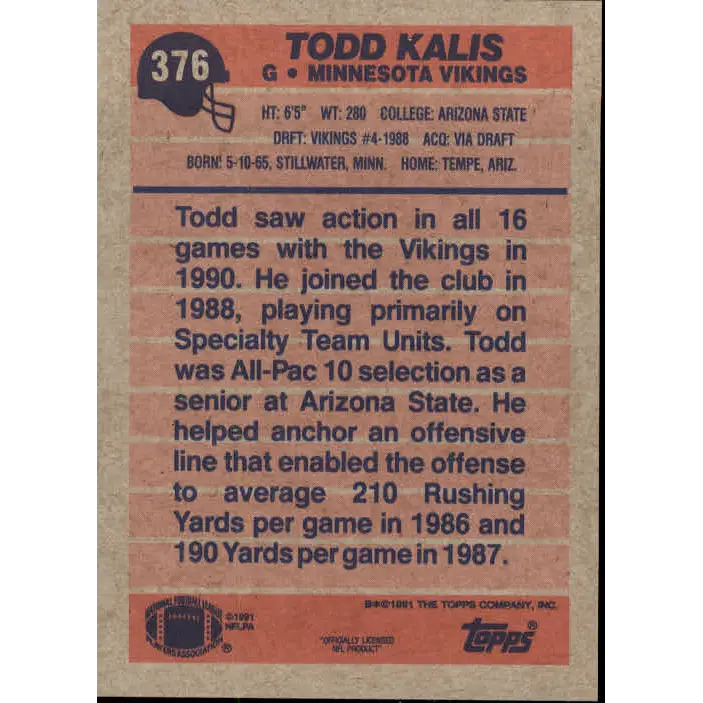 376
TODD KALIS
G • MINNESOTA VIKINGS
HT: 6'5" WT: 280 COLLEGE: ARIZONA STATE
DRFT: VIKINGS #4-1988 ACQ: VIA DRAFT
BORN: 5-10-65, STILLWATER, MINN. HOME: TEMPE, ARIZ.
Todd saw action in all 16
games with the Vikings in
1990. He joined the club in
1988, playing primarily on
Specialty Team Units. Todd
was All-Pac 10 selection as a
senior at Arizona State. He
helped anchor an offensive
line that enabled the offense
to average 210 Rushing
Yards per game in 1986 and
190 Yards per game in 1987.
B*©1991 THE TOPPS COMPANY, INC.
NATIONAL FOOTBALL LEAGUE
PLAYERS ASSOCIATION ®
©1991
NFLPA
"OFFICIALLY LICENSED
NFL PRODUCT"
TOPPS®